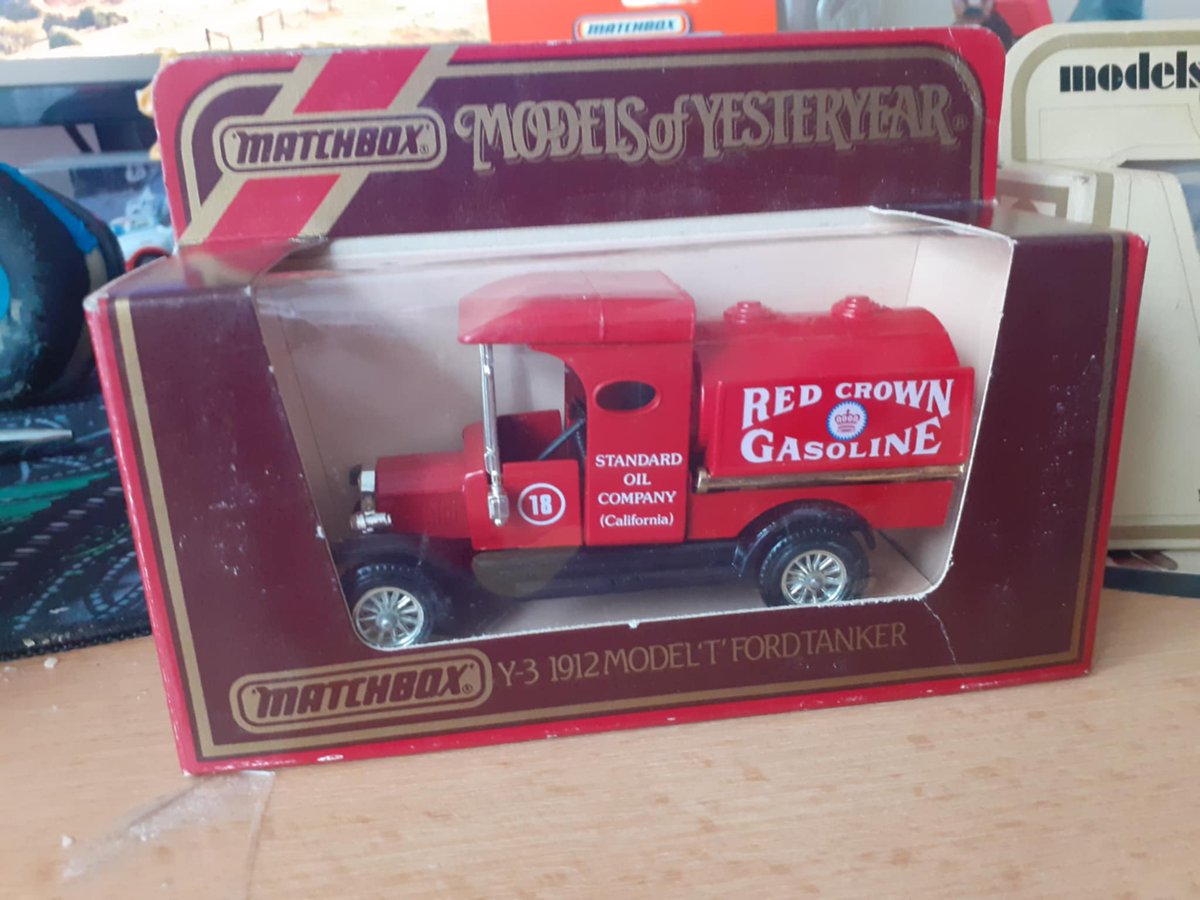 MATCHBOX
models
MATCHBOX® MODELS of YESTERYEAR®
RED CROWN
GASOLINE
STANDARD
OIL
COMPANY
(California)
18
MATCHBOX® Y-3 1912 MODEL 'T' FORD TANKER